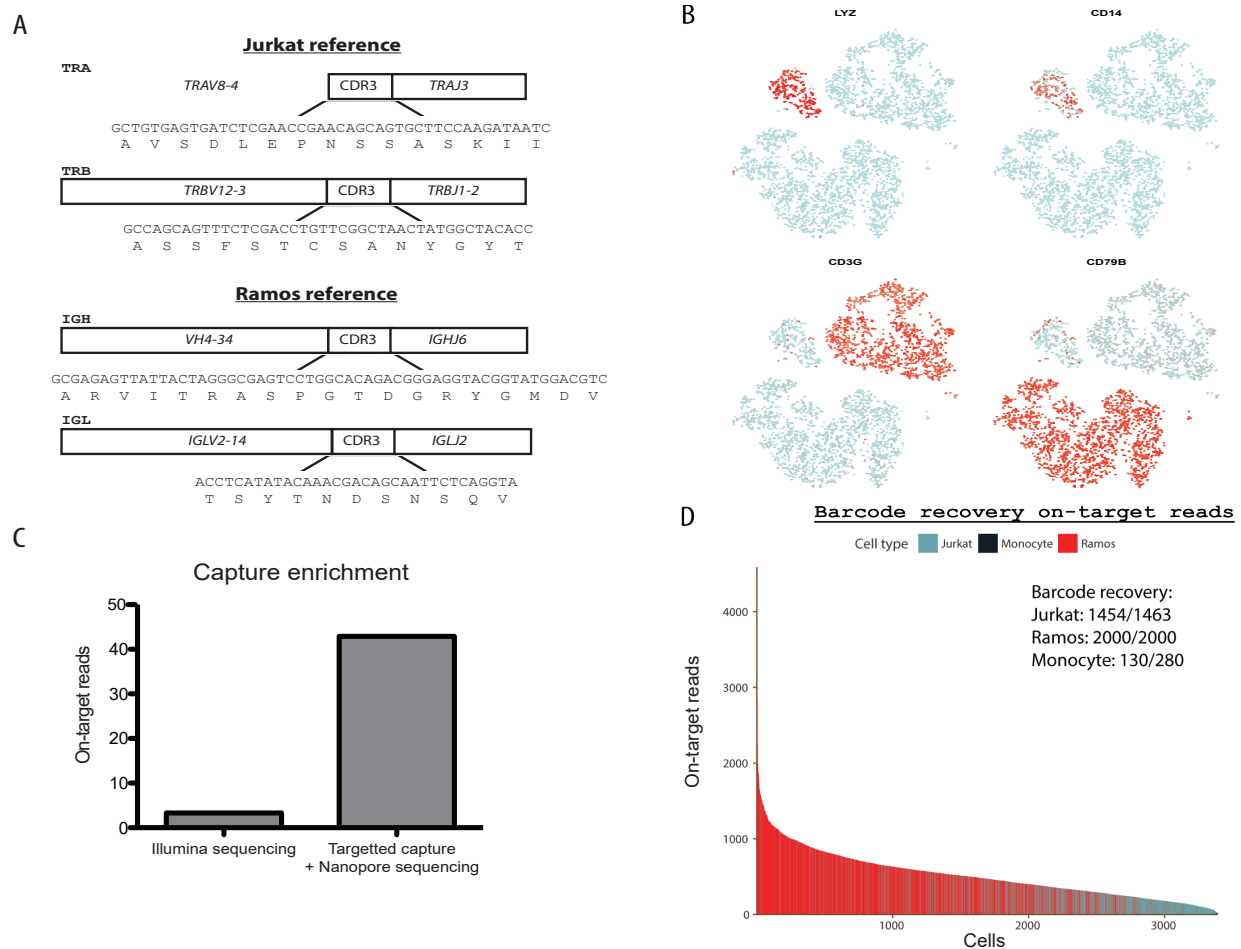 A
Jurkat reference
TRA
TRAV8-4 CDR3 TRAJ3
GCTGTGAGTGATCTCGAACCGAACAGCAGTGCTTCCAAGATAATC
A V S D L E P N S S A S K I I
TRB
TRBV12-3 CDR3 TRBJ1-2
GCCAGCAGTTTCTCGACCTGTTCGGCTAACTATGGCTACACC
A S S F S T C S A N Y G Y T
Ramos reference
IGH
VH4-34 CDR3 IGHJ6
GCGAGAGTTATTACTAGGGCGAGTCCTGGCACAGACGGGAGGTACGGTATGGACGTC
A R V I T R A S P G T D G R Y G M D V
IGL
IGLV2-14 CDR3 IGLJ2
ACCTCATATACAAACGACAGCAATTCTCAGGTA
T S Y T N D S N S Q V
B
LYZ CD14
CD3G CD79B
C
Capture enrichment
On-target reads
50
40
30
20
10
0
Illumina sequencing Targetted capture
+ Nanopore sequencing
D
Barcode recovery on-target reads
Cell type Jurkat Monocyte Ramos
Barcode recovery:
Jurkat: 1454/1463
Ramos: 2000/2000
Monocyte: 130/280
On-target reads
4000
3000
2000
1000
0
1000 2000 3000
Cells